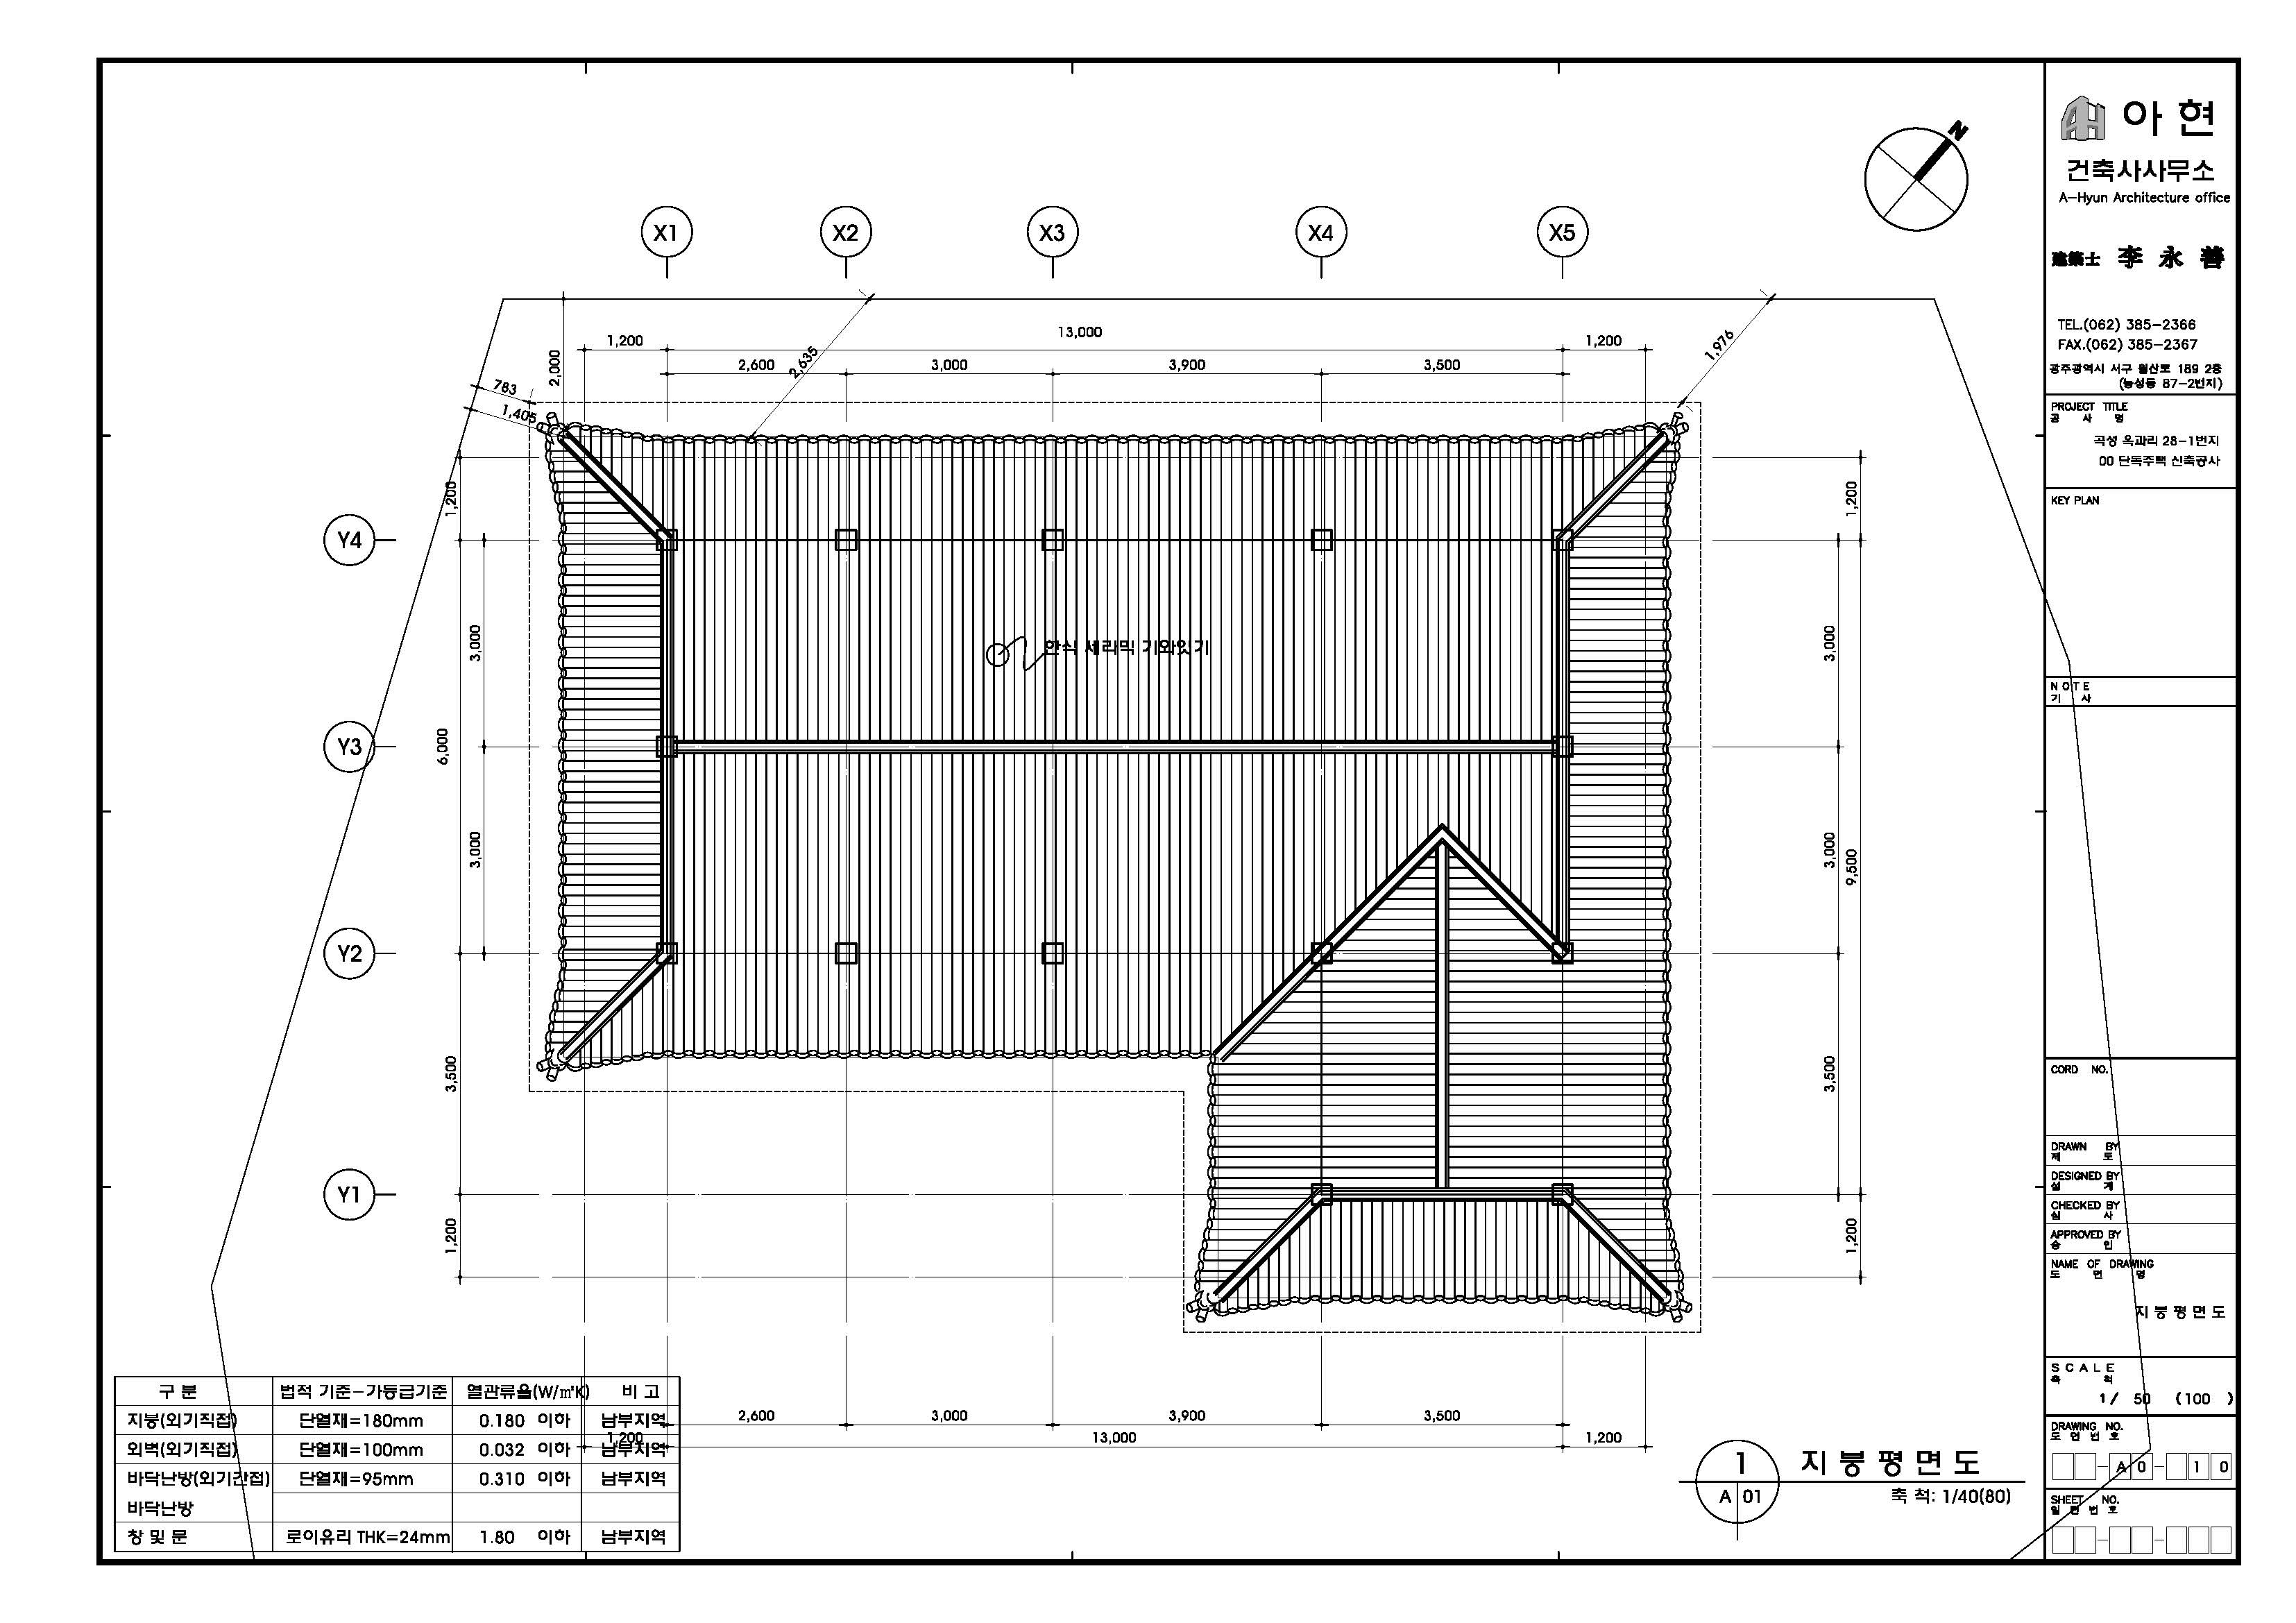 아 현
건축사사무소
A-Hyun Architecture office
建築士 李 永 善
TEL.(062) 385-2366
FAX.(062) 385-2367
광주광역시 서구 월산로 189 2층
(농성동 87-2번지)
PROJECT TITLE
공 사 명
곡성 옥과리 28-1번지
00 단독주택 신축공사
KEY PLAN
N O T E
기 사
CORD NO.
DRAWN BY
제 도
DESIGNED BY
설 계
CHECKED BY
심 사
APPROVED BY
승 인
NAME OF DRAWING
도 면 명
지 붕 평 면 도
S C A L E
축 척
1/ 50 (100 )
DRAWING NO.
도 면 번 호
- A 0 - 1 0
SHEET NO.
일 련 번 호
N
X1 X2 X3 X4 X5
13,000
1,200 1,200
2,600 3,000 3,900 3,500
2,000
2,635
1,976
783
1,405
Y4
Y3
Y2
Y1
1,200
3,000
6,000
3,000
3,500
1,200
1,200
3,000
3,000
9,500
3,500
1,200
한식 세라믹 기와잇기
2,600 3,000 3,900 3,500
1,200 13,000 1,200
구 분 법적 기준-가등급기준 열관류율(W/㎡K) 비 고
지붕(외기직접) 단열재=180mm 0.180 이하 남부지역
외벽(외기직접) 단열재=100mm 0.032 이하 남부지역
바닥난방(외기간접) 단열재=95mm 0.310 이하 남부지역
바닥난방
창 및 문 로이유리 THK=24mm 1.80 이하 남부지역
1
A 01
지 붕 평 면 도
축 척: 1/40(80)